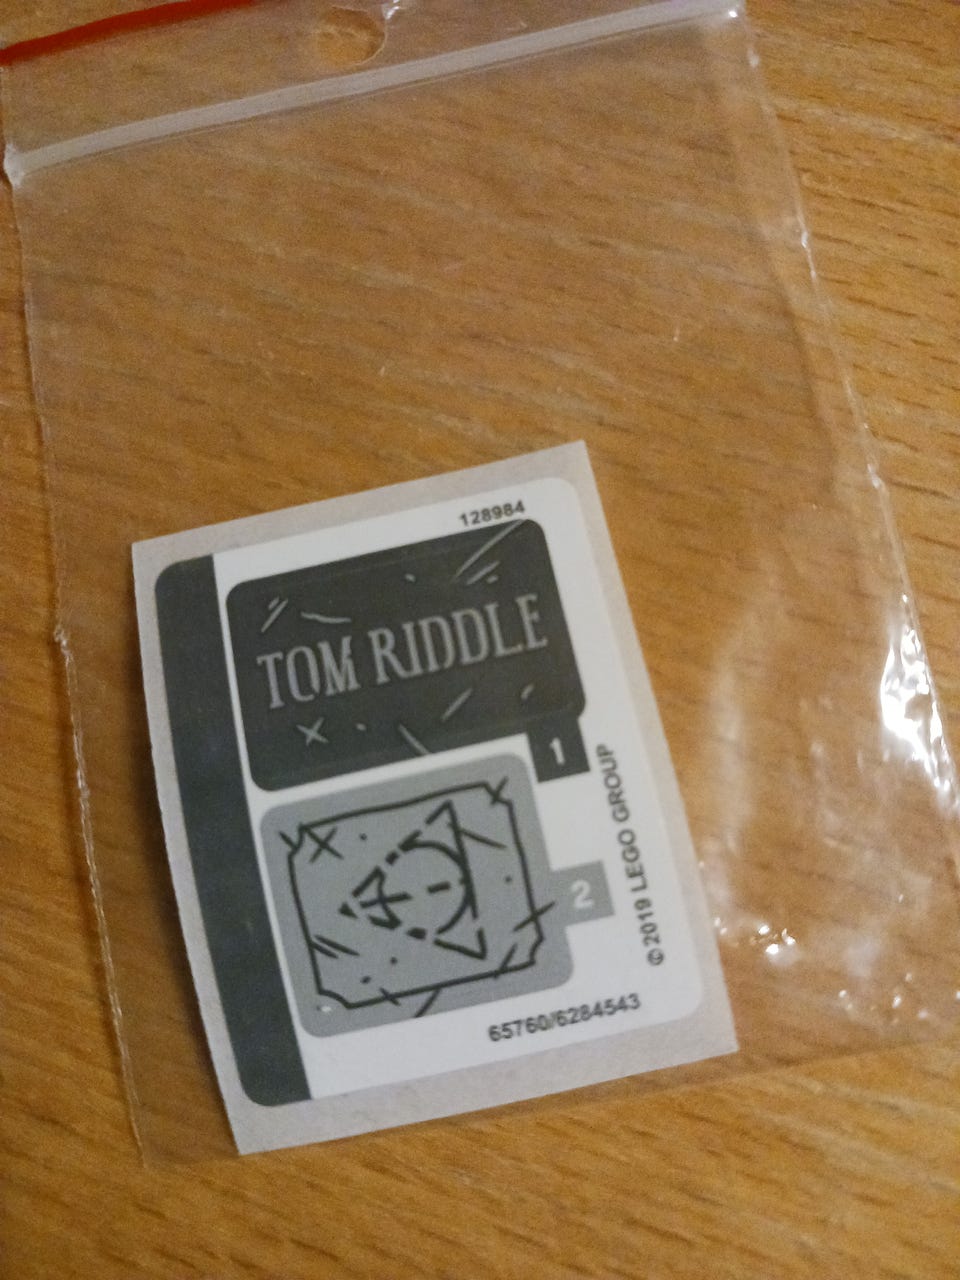 128984
TOM RIDDLE
1
2
©2019 LEGO GROUP
65760/6284543